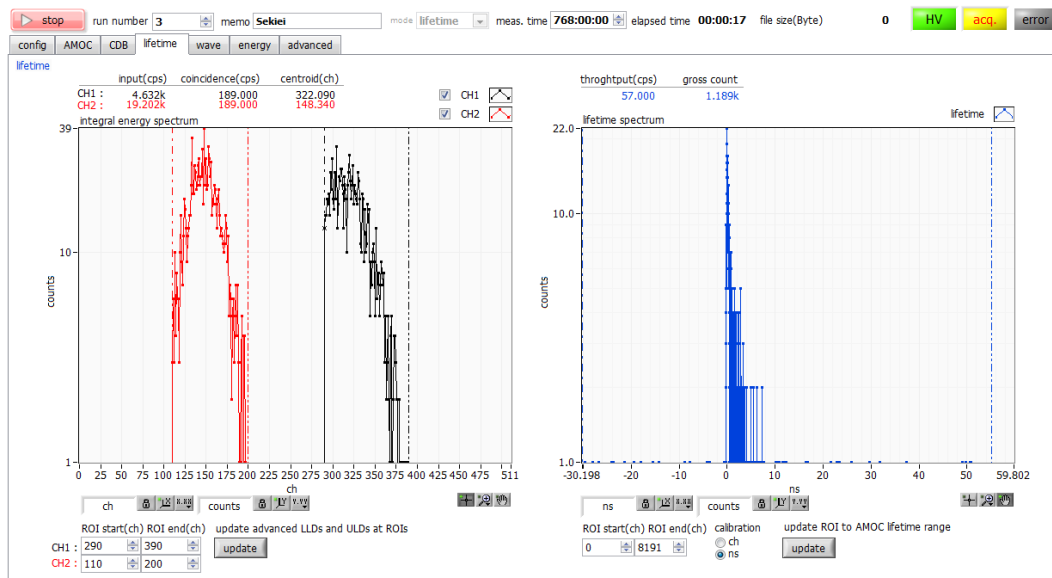 stop run number 3 memo Sekiei mode lifetime meas. time 768:00:00 elapsed time 00:00:17 file size(Byte) 0 HV acq. error
config AMOC CDB lifetime wave energy advanced
lifetime
input(cps) coincidence(cps) centroid(ch)
CH1 : 4.632k 189.000 322.090
CH2 : 19.202k 189.000 148.340
CH1
CH2
integral energy spectrum
39
10
1
counts
0 25 50 75 100 125 150 175 200 225 250 275 300 325 350 375 400 425 450 475 511
ch
ch counts
ROI start(ch) ROI end(ch) update advanced LLDs and ULDs at ROIs
CH1 : 290 390 update
CH2 : 110 200
throghtput(cps) gross count
57.000 1.189k
lifetime
lifetime spectrum
22.0
10.0
1.0
counts
-30.198 -20 -10 0 10 20 30 40 50 59.802
ns
ns counts
ROI start(ch) ROI end(ch) calibration update ROI to AMOC lifetime range
0 8191 ch
ns update